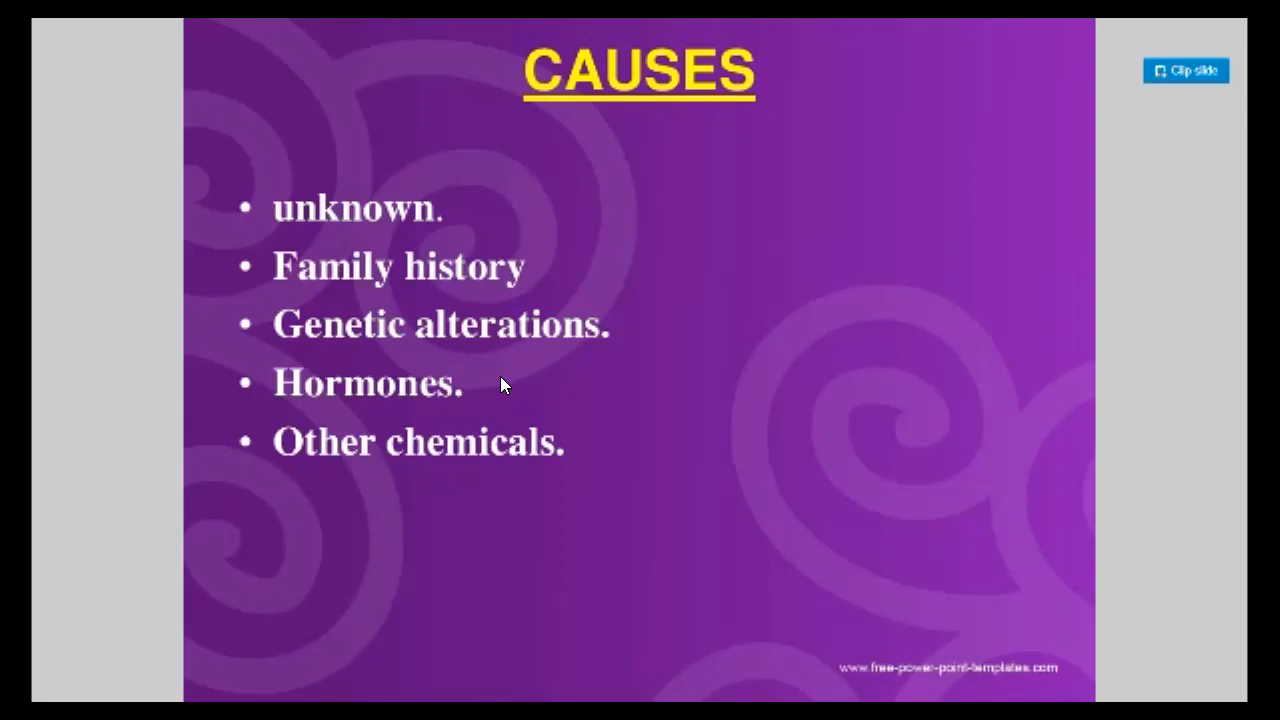 CAUSES
Clip slide
• unknown.
• Family history
• Genetic alterations.
• Hormones.
• Other chemicals.
www.free-power-point-templates.com